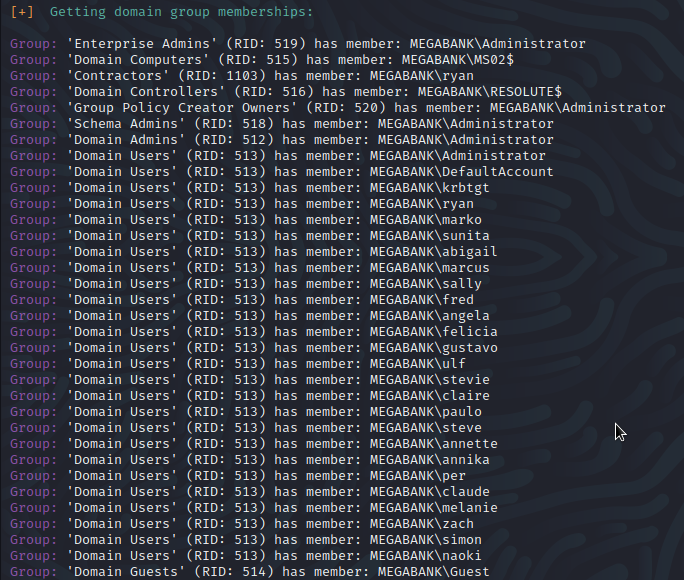 [+]  Getting domain group memberships:
Group: 'Enterprise Admins' (RID: 519) has member: MEGABANK\Administrator
Group: 'Domain Computers' (RID: 515) has member: MEGABANK\MS02$
Group: 'Contractors' (RID: 1103) has member: MEGABANK\ryan
Group: 'Domain Controllers' (RID: 516) has member: MEGABANK\RESOLUTE$
Group: 'Group Policy Creator Owners' (RID: 520) has member: MEGABANK\Administrator
Group: 'Schema Admins' (RID: 518) has member: MEGABANK\Administrator
Group: 'Domain Admins' (RID: 512) has member: MEGABANK\Administrator
Group: 'Domain Users' (RID: 513) has member: MEGABANK\Administrator
Group: 'Domain Users' (RID: 513) has member: MEGABANK\DefaultAccount
Group: 'Domain Users' (RID: 513) has member: MEGABANK\krbtgt
Group: 'Domain Users' (RID: 513) has member: MEGABANK\ryan
Group: 'Domain Users' (RID: 513) has member: MEGABANK\marko
Group: 'Domain Users' (RID: 513) has member: MEGABANK\sunita
Group: 'Domain Users' (RID: 513) has member: MEGABANK\abigail
Group: 'Domain Users' (RID: 513) has member: MEGABANK\marcus
Group: 'Domain Users' (RID: 513) has member: MEGABANK\sally
Group: 'Domain Users' (RID: 513) has member: MEGABANK\fred
Group: 'Domain Users' (RID: 513) has member: MEGABANK\angela
Group: 'Domain Users' (RID: 513) has member: MEGABANK\felicia
Group: 'Domain Users' (RID: 513) has member: MEGABANK\gustavo
Group: 'Domain Users' (RID: 513) has member: MEGABANK\ulf
Group: 'Domain Users' (RID: 513) has member: MEGABANK\stevie
Group: 'Domain Users' (RID: 513) has member: MEGABANK\claire
Group: 'Domain Users' (RID: 513) has member: MEGABANK\paulo
Group: 'Domain Users' (RID: 513) has member: MEGABANK\steve
Group: 'Domain Users' (RID: 513) has member: MEGABANK\annette
Group: 'Domain Users' (RID: 513) has member: MEGABANK\annika
Group: 'Domain Users' (RID: 513) has member: MEGABANK\per
Group: 'Domain Users' (RID: 513) has member: MEGABANK\claude
Group: 'Domain Users' (RID: 513) has member: MEGABANK\melanie
Group: 'Domain Users' (RID: 513) has member: MEGABANK\zach
Group: 'Domain Users' (RID: 513) has member: MEGABANK\simon
Group: 'Domain Users' (RID: 513) has member: MEGABANK\naoki
Group: 'Domain Guests' (RID: 514) has member: MEGABANK\Guest